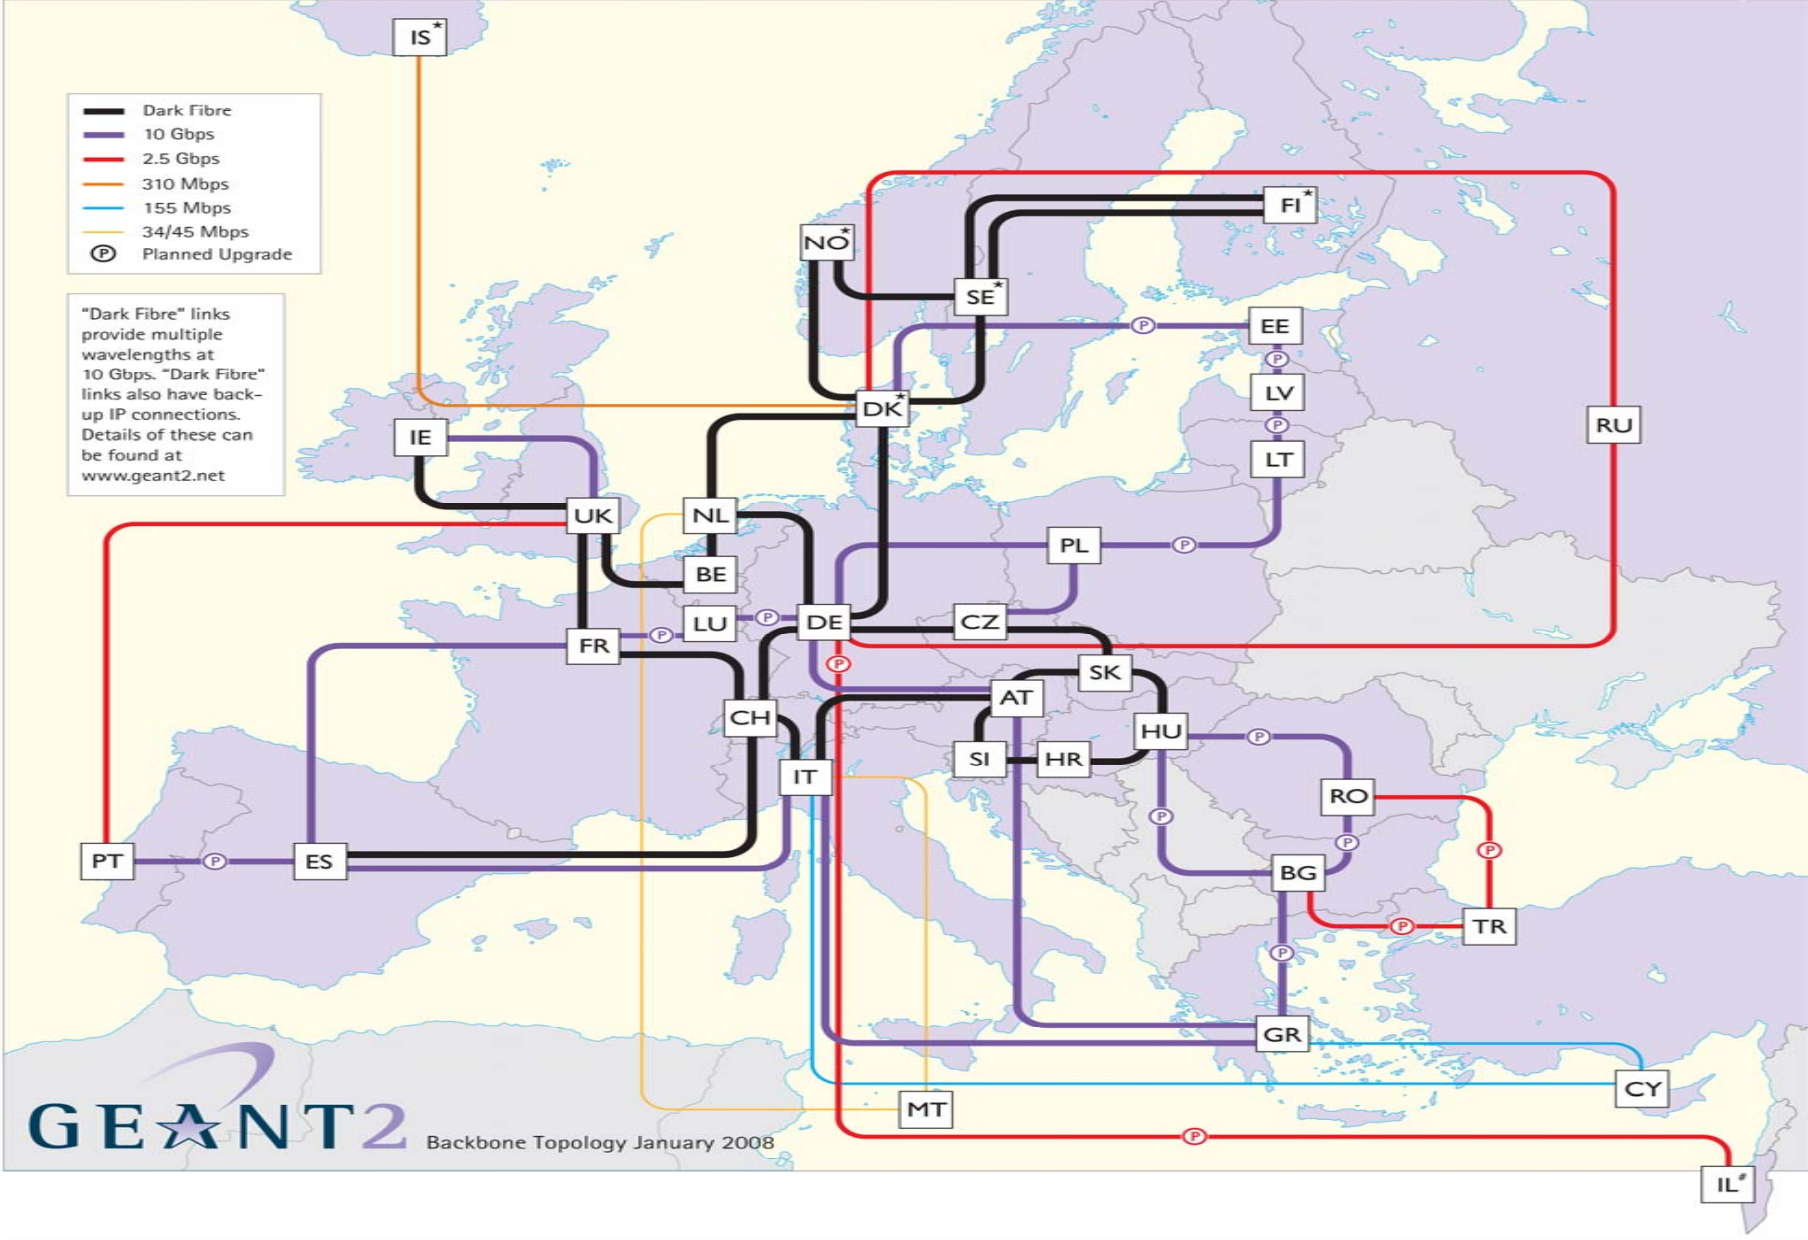 IS*
Dark Fibre
10 Gbps
2.5 Gbps
310 Mbps
155 Mbps
34/45 Mbps
P Planned Upgrade
"Dark Fibre" links
provide multiple
wavelengths at
10 Gbps. "Dark Fibre"
links also have back-
up IP connections.
Details of these can
be found at
www.geant2.net
FI*
NO*
SE*
P
EE
P
LV
DK*
P
RU
IE
LT
UK
NL
PL
P
BE
LU
P
DE
CZ
FR
P
P
SK
AT
CH
HU
P
SI
HR
IT
RO
P
P
P
PT
P
ES
BG
P
TR
P
GR
CY
MT
GEANT2
Backbone Topology January 2008
P
IL#